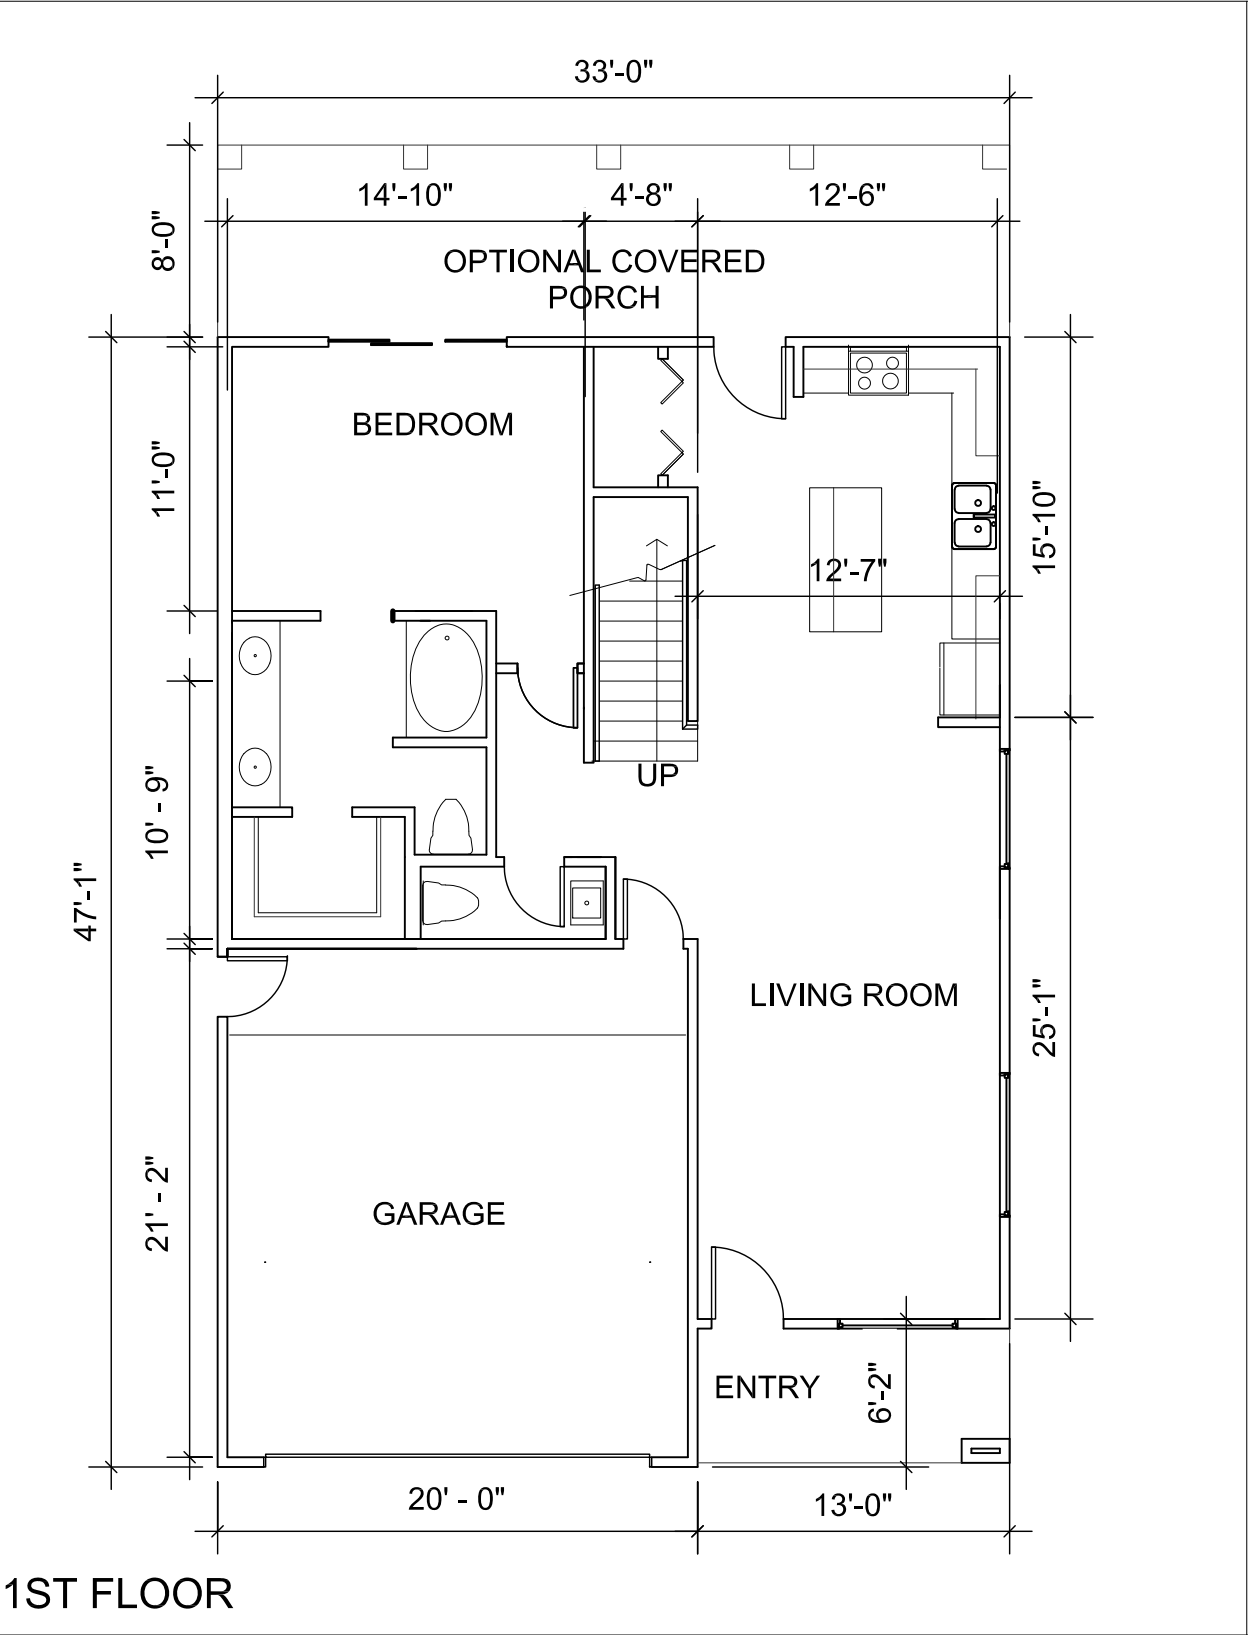 33'-0"
14'-10"
4'-8"
12'-6"
8'-0"
OPTIONAL COVERED
PORCH
BEDROOM
11'-0"
15'-10"
12'-7"
UP
10' - 9"
47'-1"
LIVING ROOM
25'-1"
21' - 2"
GARAGE
ENTRY
6'-2"
20' - 0"
13'-0"
1ST FLOOR